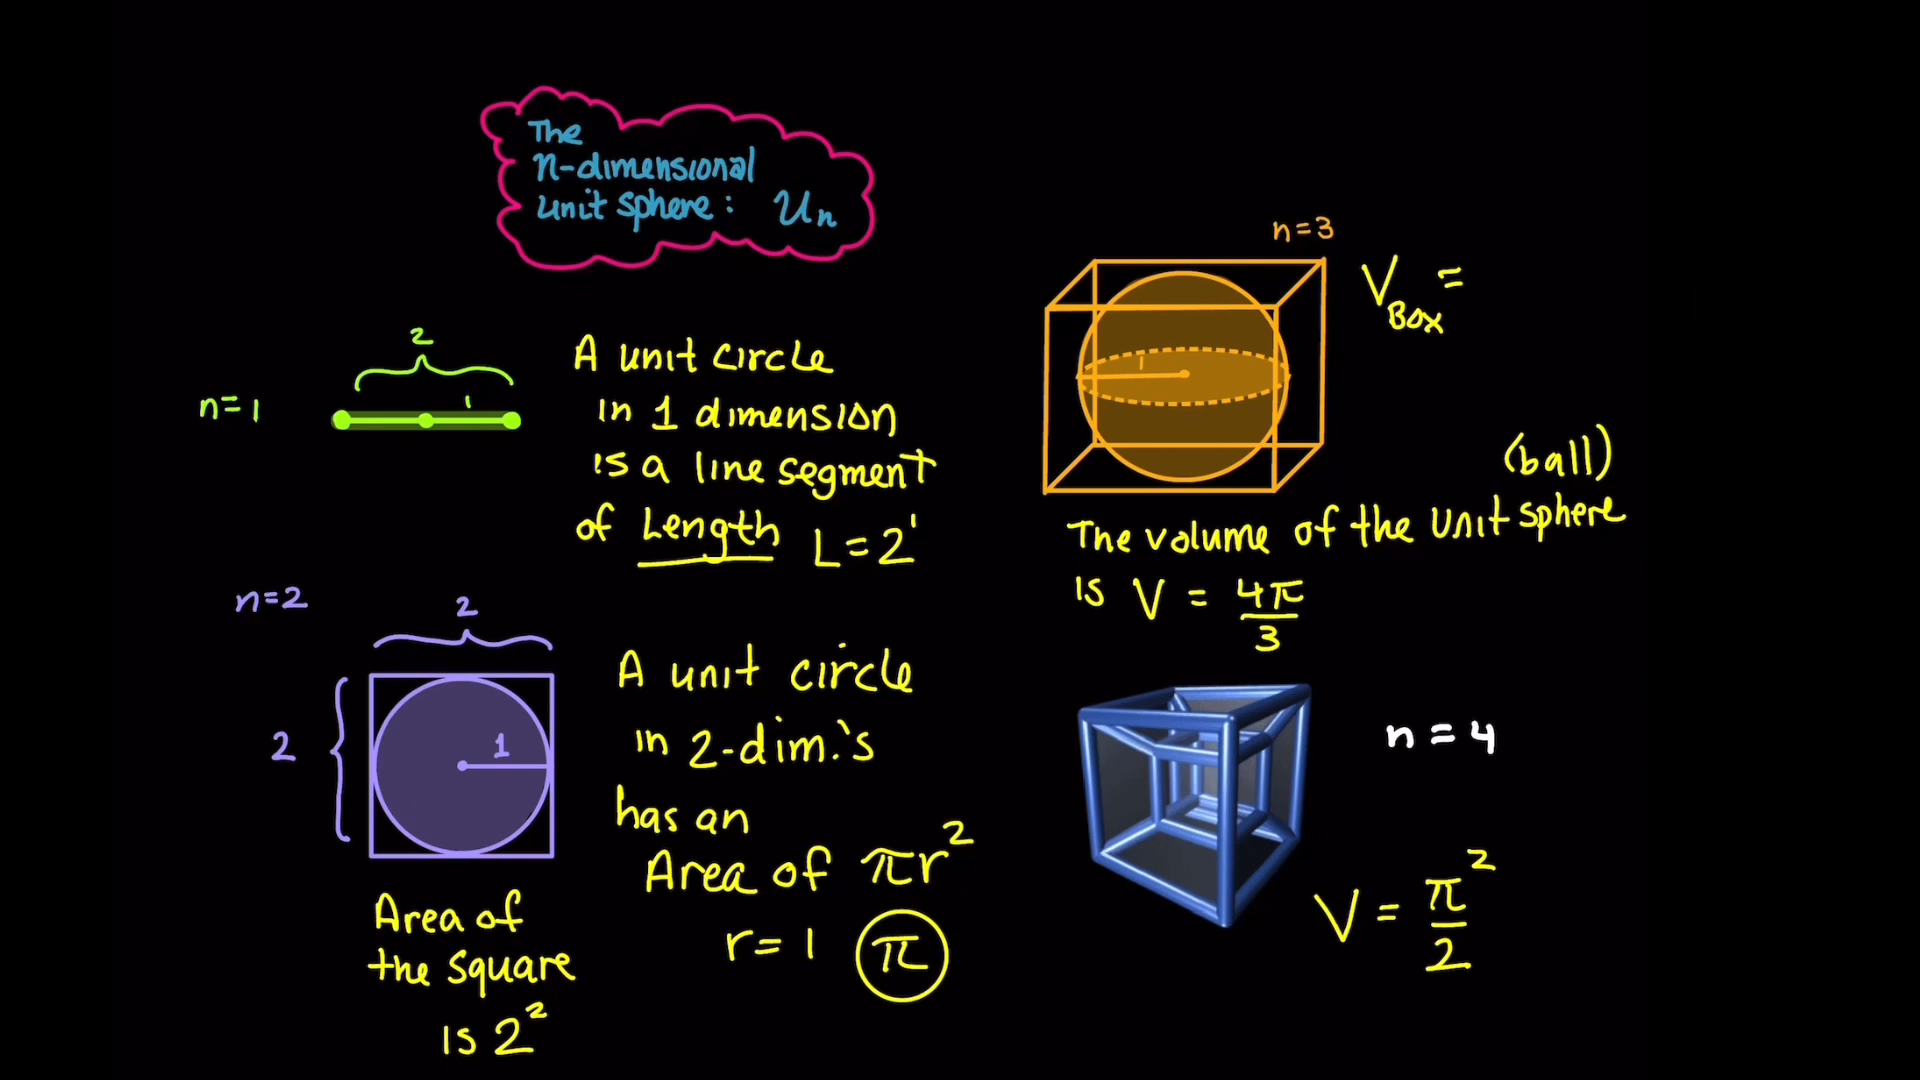 The
n-dimensional
unit sphere: Un
n=1
2
1
A unit circle
in 1 dimension
is a line segment
of Length L=2¹
n=2
2
2
1
Area of
the square
is 2²
A unit circle
in 2-dim.'s
has an
Area of πr²
r=1 π
n=3
V Box =
1
(ball)
The volume of the unit sphere
is V = 4π/3
n=4
V = π²/2